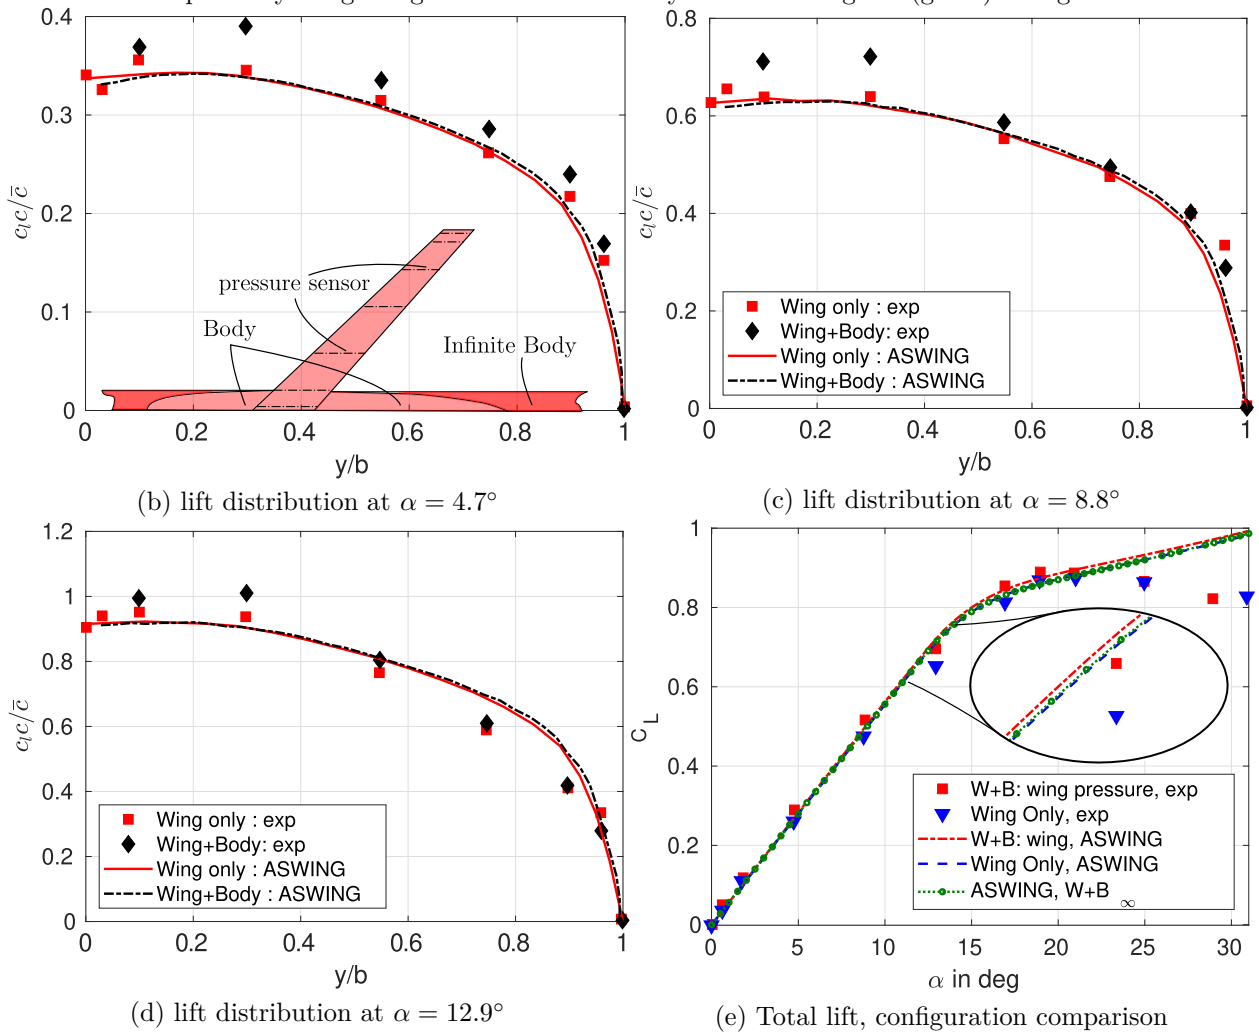 0.4
0.3
0.2
0.1
0
c_l c/c̄
pressure sensor
Body
Infinite Body
0 0.2 0.4 0.6 0.8 1
y/b
(b) lift distribution at α = 4.7°
0.8
0.6
0.4
0.2
0
c_l c/c̄
Wing only : exp
Wing+Body: exp
Wing only : ASWING
Wing+Body : ASWING
0 0.2 0.4 0.6 0.8 1
y/b
(c) lift distribution at α = 8.8°
1.2
1
0.8
0.6
0.4
0.2
0
c_l c/c̄
Wing only : exp
Wing+Body: exp
Wing only : ASWING
Wing+Body : ASWING
0 0.2 0.4 0.6 0.8 1
y/b
(d) lift distribution at α = 12.9°
1
0.8
0.6
0.4
0.2
0
C_L
W+B: wing pressure, exp
Wing Only, exp
W+B: wing, ASWING
Wing Only, ASWING
ASWING, W+B_∞
0 5 10 15 20 25 30
α in deg
(e) Total lift, configuration comparison